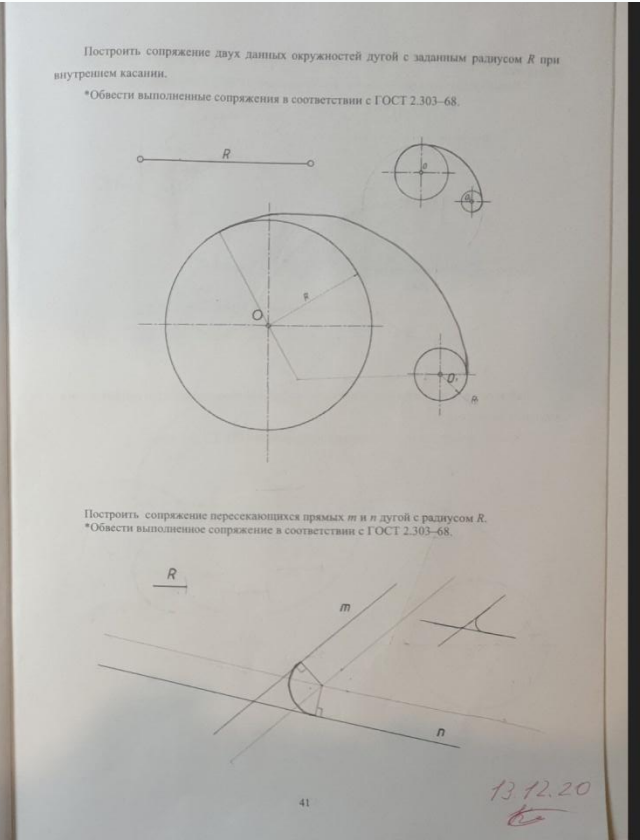 Построить сопряжение двух данных окружностей дугой с заданным радиусом R при
внутреннем касании.
*Обвести выполненные сопряжения в соответствии с ГОСТ 2.303–68.
R
O
O₁
R₁
Построить сопряжение пересекающихся прямых m и n дугой с радиусом R.
*Обвести выполненное сопряжение в соответствии с ГОСТ 2.303–68.
R
m
n
41
13.12.20